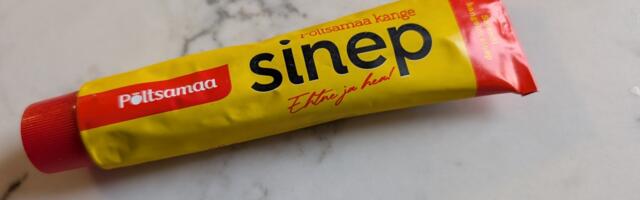 Põltsamaa kange
sinep
Põltsamaa
Ehtne ja hea!